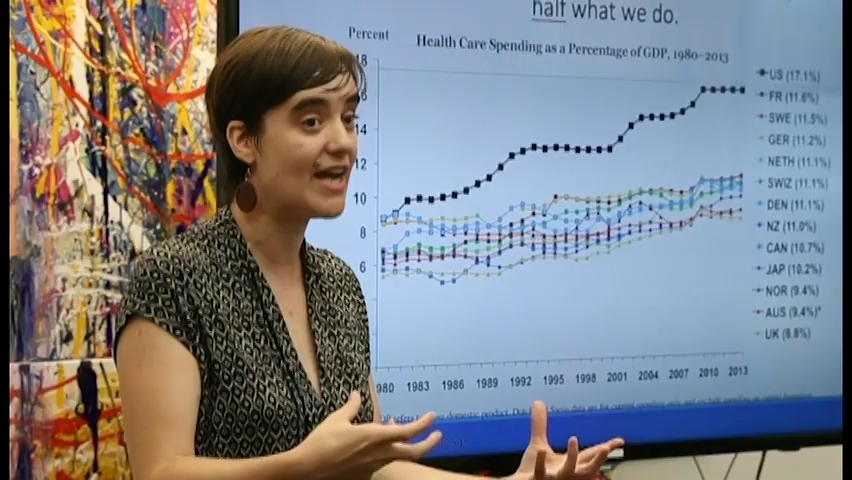 half what we do.
Percent
Health Care Spending as a Percentage of GDP, 1980–2013
18
14
12
10
8
6
US (17.1%)
FR (11.6%)
SWE (11.5%)
GER (11.2%)
NETH (11.1%)
SWIZ (11.1%)
DEN (11.1%)
NZ (11.0%)
CAN (10.7%)
JAP (10.2%)
NOR (9.4%)
AUS (9.4%)*
UK (8.8%)
980 1983 1986 1989 1992 1995 1998 2001 2004 2007 2010 2013